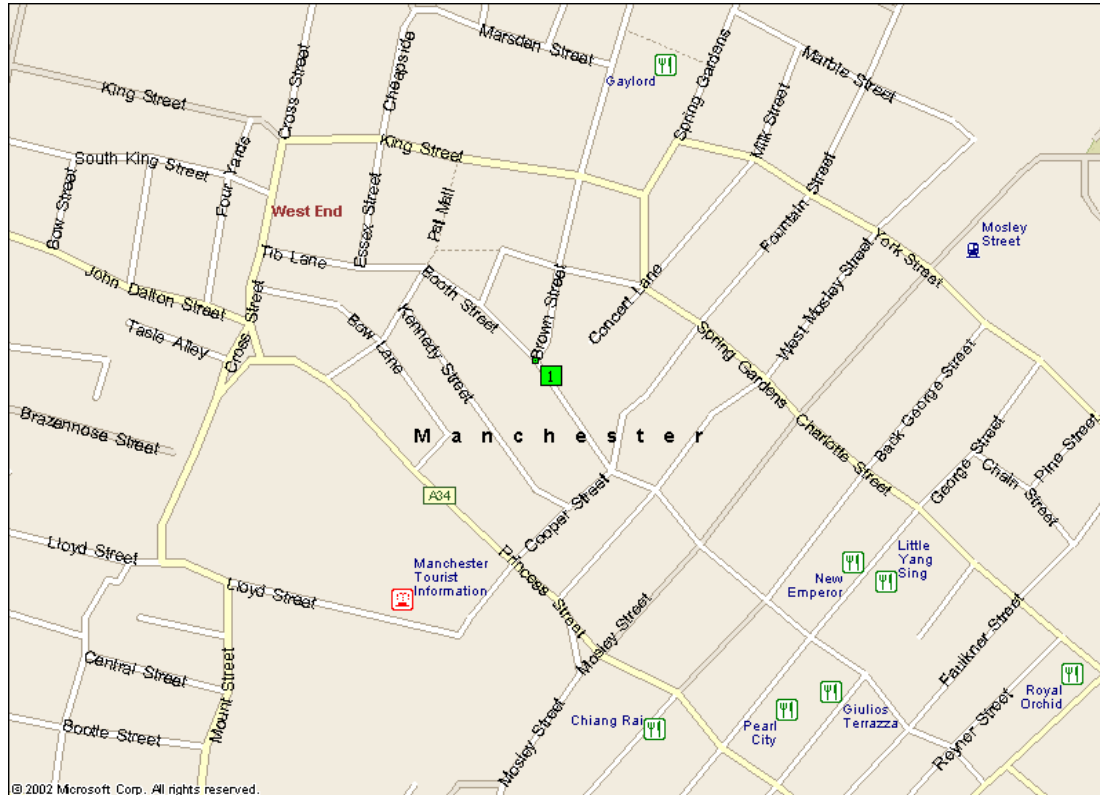 Marsden Street
Marble Street
Gaylord
Spring Gardens
King Street
Cross Street
Cheapside
Milk Street
King Street
Four Yards
South King Street
Bow Street
Mosley
Street
West End
Essex Street
Pall Mall
Fountain Street
York Street
Tib Lane
Booth Street
West Mosley Street
John Dalton Street
Cross Street
Kennedy Street
Brown Street
Concert Lane
Bow Lane
Tasle Alley
Cross Street
Spring Gardens
1
Back George Street
Brazennose Street
Manchester
Charlotte Street
George Street
Pine Street
Chain Street
A34
Cooper Street
Lloyd Street
Manchester
Tourist
Information
Princess Street
Little
Yang
Sing
New
Emperor
Lloyd Street
Mosley Street
Faulkner Street
Central Street
Mount Street
Royal
Orchid
Bootle Street
Mosley Street
Chiang Rai
Pearl
City
Giulios
Terrazza
Reyner Street
© 2002 Microsoft Corp. All rights reserved.